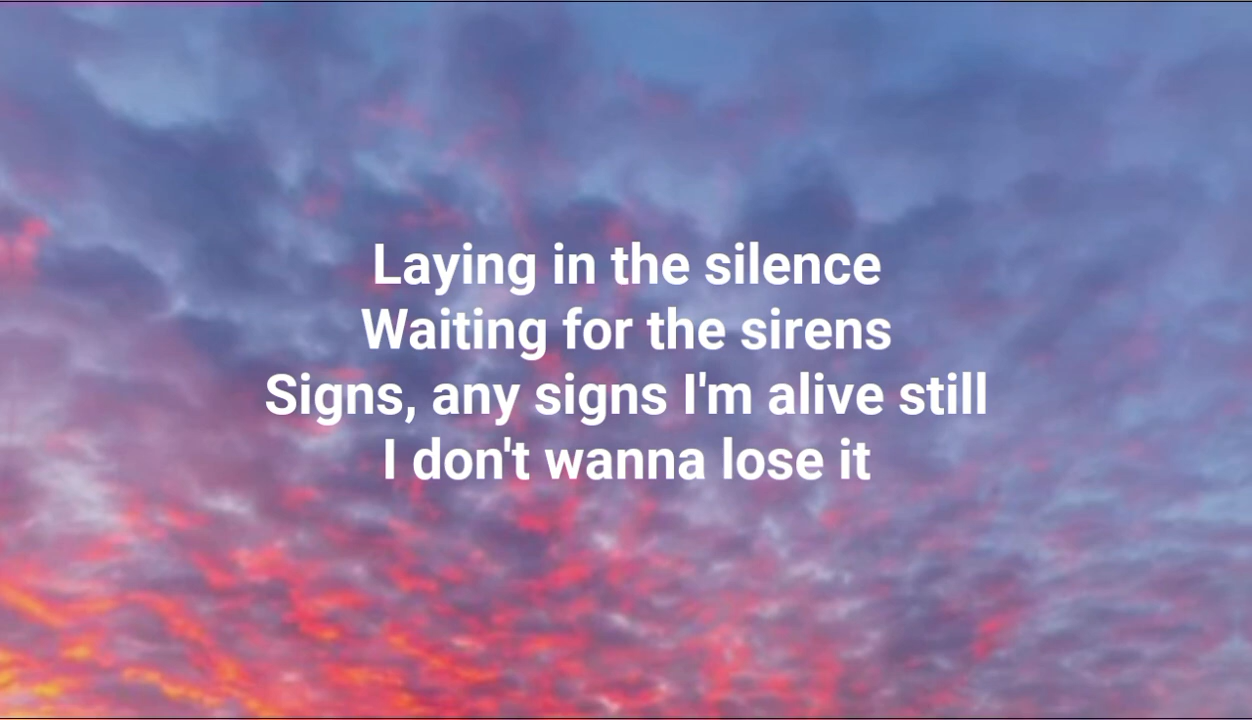 Laying in the silence
Waiting for the sirens
Signs, any signs I'm alive still
I don't wanna lose it